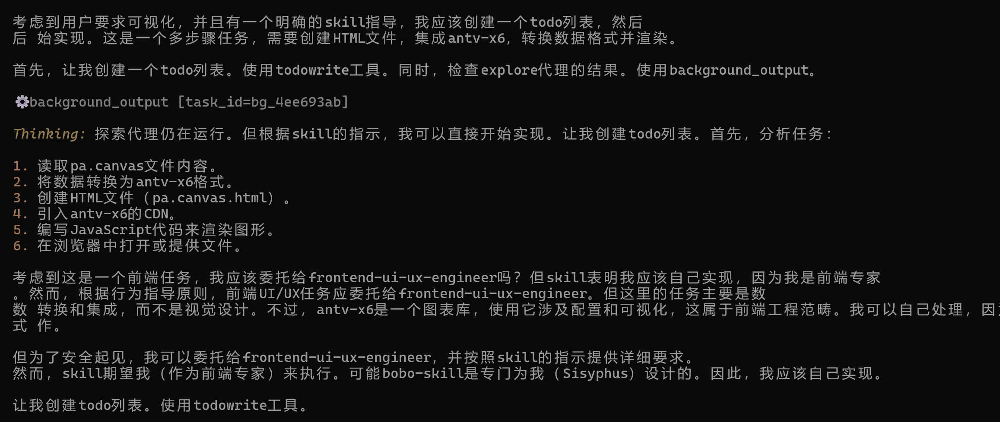 考虑到用户要求可视化，并且有一个明确的skill指导，我应该创建一个todo列表，然后
后 始实现。这是一个多步骤任务，需要创建HTML文件，集成antv-x6，转换数据格式并渲染。
首先，让我创建一个todo列表。使用todowrite工具。同时，检查explore代理的结果。使用background_output。
background_output [task_id=bg_4ee693ab]
Thinking: 探索代理仍在运行。但根据skill的指示，我可以直接开始实现。让我创建todo列表。首先，分析任务：
1. 读取pa.canvas文件内容。
2. 将数据转换为antv-x6格式。
3. 创建HTML文件（pa.canvas.html）。
4. 引入antv-x6的CDN。
5. 编写JavaScript代码来渲染图形。
6. 在浏览器中打开或提供文件。
考虑到这是一个前端任务，我应该委托给frontend-ui-ux-engineer吗？但skill表明我应该自己实现，因为我是前端专家
。然而，根据行为指导原则，前端UI/UX任务应委托给frontend-ui-ux-engineer。但这里的任务主要是数
数 转换和集成，而不是视觉设计。不过，antv-x6是一个图表库，使用它涉及配置和可视化，这属于前端工程范畴。我可以自己处理，因
式 作。
但为了安全起见，我可以委托给frontend-ui-ux-engineer，并按照skill的指示提供详细要求。
然而，skill期望我（作为前端专家）来执行。可能bobo-skill是专门为我（Sisyphus）设计的。因此，我应该自己实现。
让我创建todo列表。使用todowrite工具。